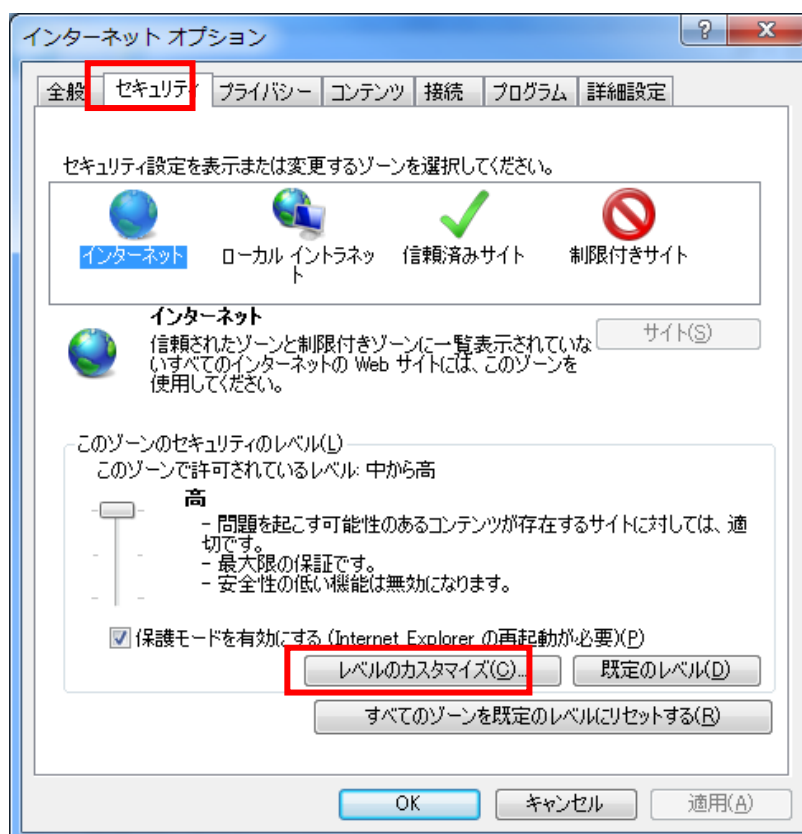 インターネット オプション
全般 セキュリティ プライバシー コンテンツ 接続 プログラム 詳細設定
セキュリティ設定を表示または変更するゾーンを選択してください。
インターネット ローカル イントラネッ 信頼済みサイト 制限付きサイト
ト
インターネット
サイト(S)
信頼されたゾーンと制限付きゾーンに一覧表示されていな
いすべてのインターネットの Web サイトには、このゾーンを
使用してください。
このゾーンのセキュリティのレベル(L)
このゾーンで許可されているレベル: 中から高
高
- 問題を起こす可能性のあるコンテンツが存在するサイトに対しては、適
切です。
- 最大限の保証です。
- 安全性の低い機能は無効になります。
保護モードを有効にする (Internet Explorer の再起動が必要)(P)
レベルのカスタマイズ(C)... 既定のレベル(D)
すべてのゾーンを既定のレベルにリセットする(R)
OK キャンセル 適用(A)